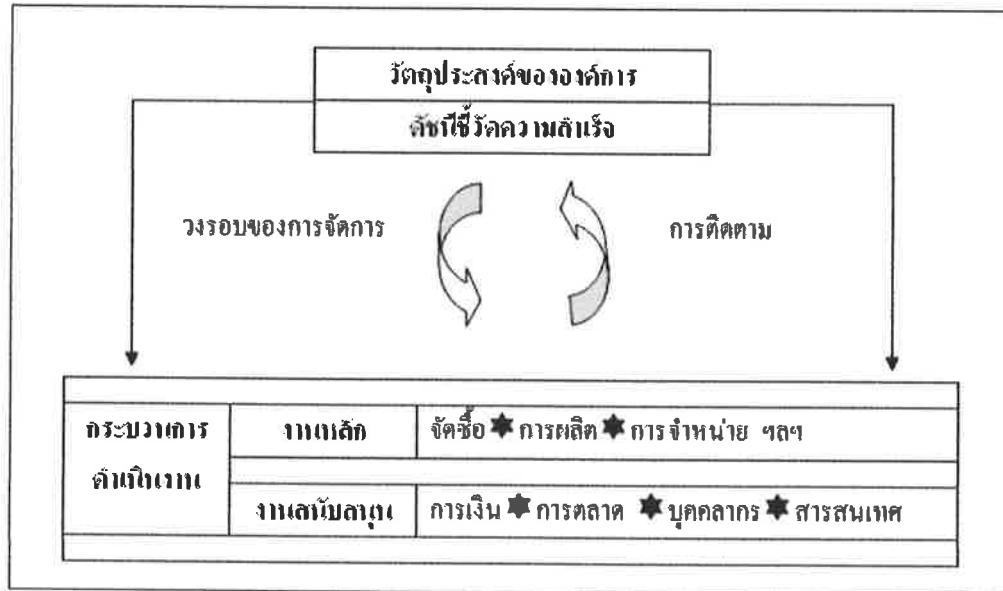 วัตถุประสงค์ขององค์การ
ดัชนีชี้วัดความสำเร็จ
วงรอบของการจัดการ
การติดตาม
กระบวนการ
ดำเนินงาน
งานหลัก
จัดซื้อ ✶ การผลิต ✶ การจำหน่าย ฯลฯ
งานสนับสนุน
การเงิน ✶ การตลาด ✶ บุคคลากร ✶ สารสนเทศ